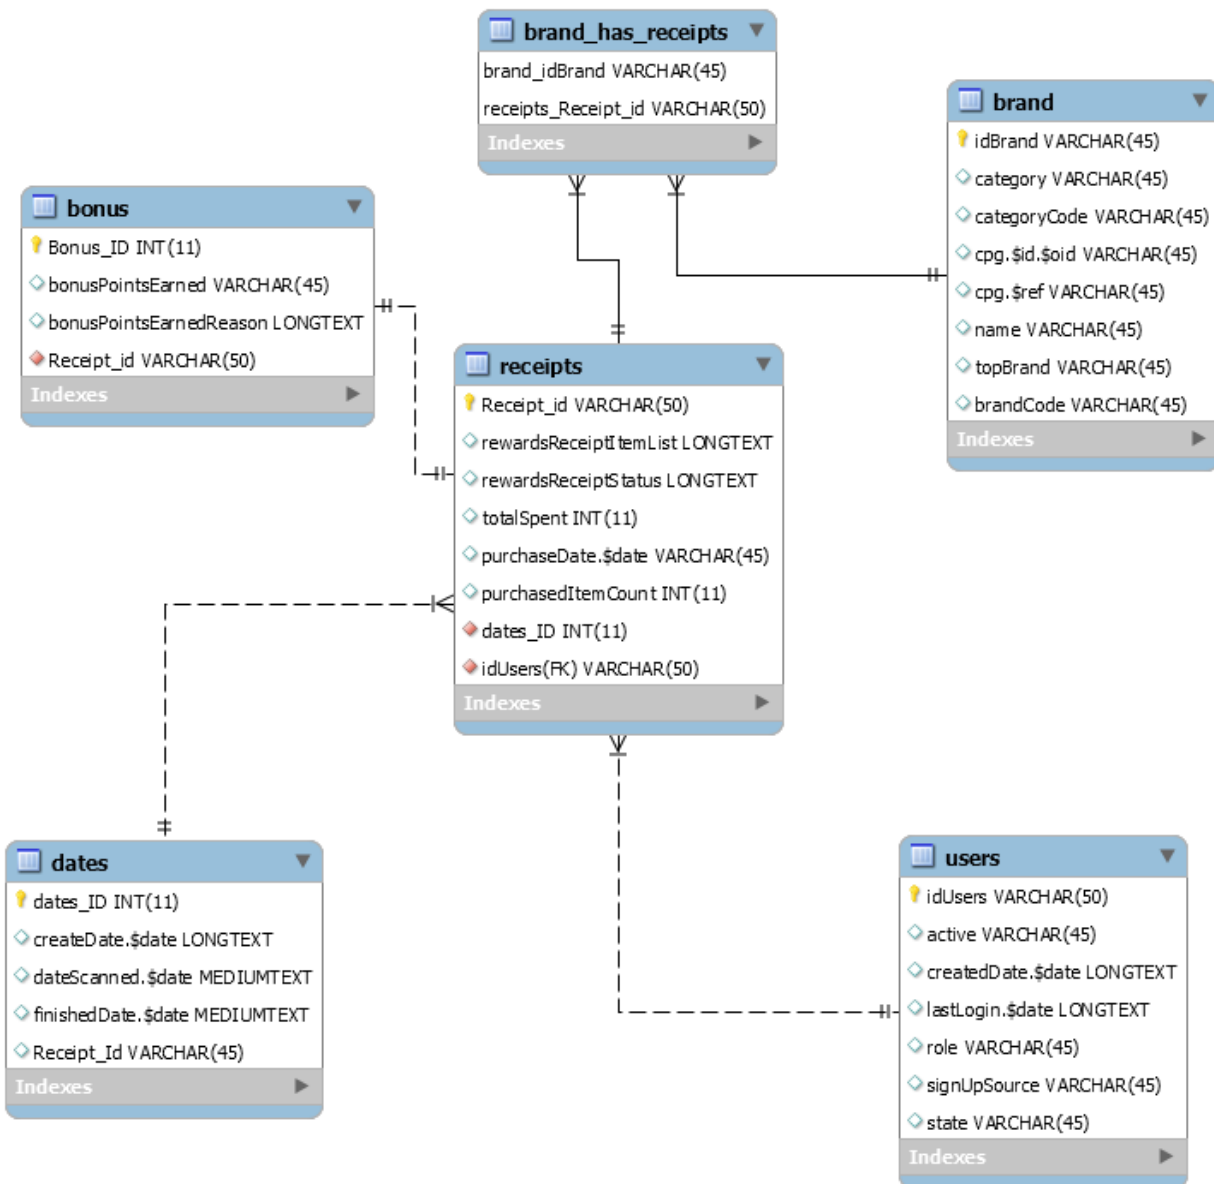 brand_has_receipts
brand_idBrand VARCHAR(45)
receipts_Receipt_id VARCHAR(50)
Indexes
brand
idBrand VARCHAR(45)
category VARCHAR(45)
categoryCode VARCHAR(45)
cpg.$id.$oid VARCHAR(45)
cpg.$ref VARCHAR(45)
name VARCHAR(45)
topBrand VARCHAR(45)
brandCode VARCHAR(45)
Indexes
bonus
Bonus_ID INT(11)
bonusPointsEarned VARCHAR(45)
bonusPointsEarnedReason LONGTEXT
Receipt_id VARCHAR(50)
Indexes
receipts
Receipt_id VARCHAR(50)
rewardsReceiptItemList LONGTEXT
rewardsReceiptStatus LONGTEXT
totalSpent INT(11)
purchaseDate.$date VARCHAR(45)
purchasedItemCount INT(11)
dates_ID INT(11)
idUsers(FK) VARCHAR(50)
Indexes
dates
dates_ID INT(11)
createDate.$date LONGTEXT
dateScanned.$date MEDIUMTEXT
finishedDate.$date MEDIUMTEXT
Receipt_Id VARCHAR(45)
Indexes
users
idUsers VARCHAR(50)
active VARCHAR(45)
createdDate.$date LONGTEXT
lastLogin.$date LONGTEXT
role VARCHAR(45)
signUpSource VARCHAR(45)
state VARCHAR(45)
Indexes